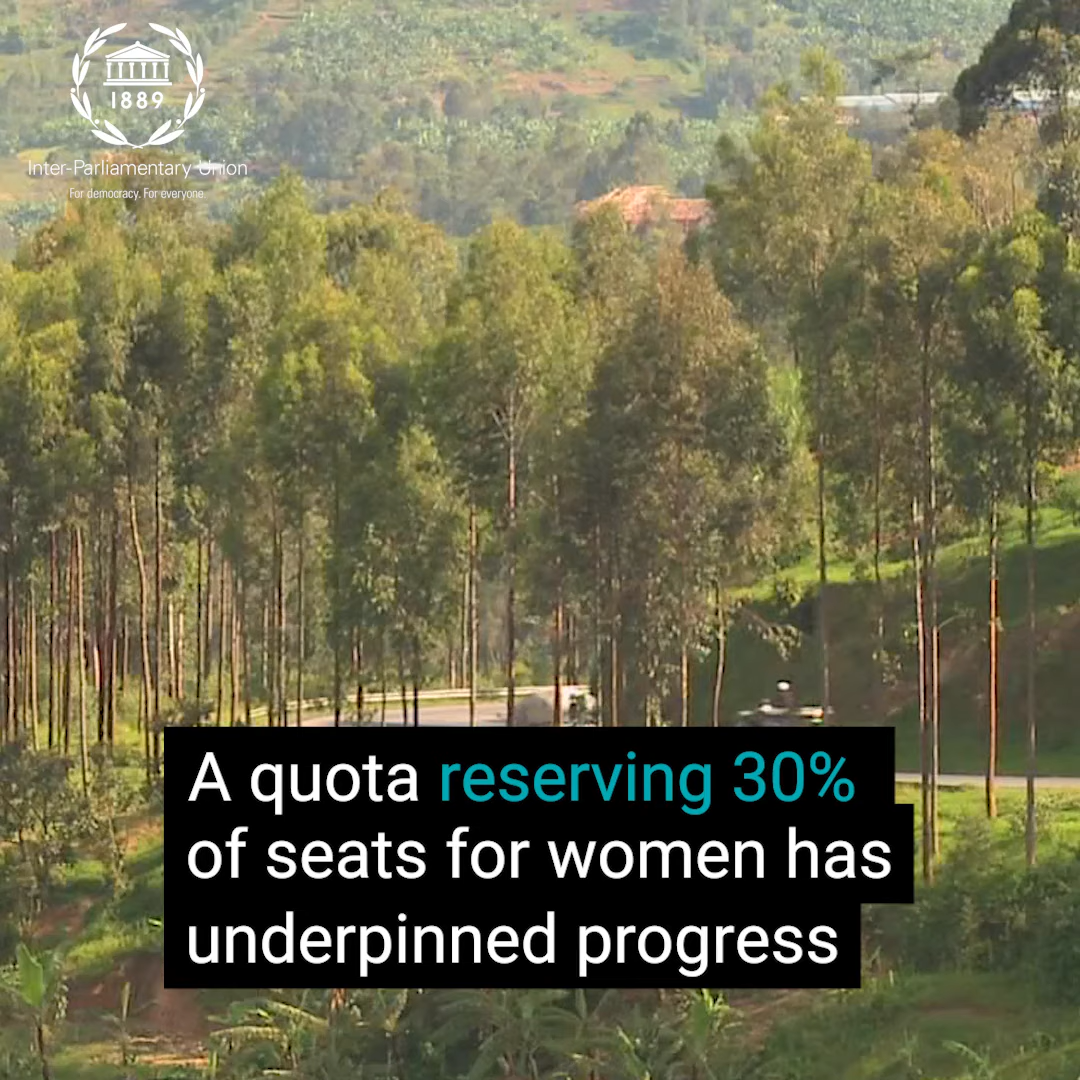 1889
Inter-Parliamentary Union
For democracy. For everyone.
A quota reserving 30%
of seats for women has
underpinned progress